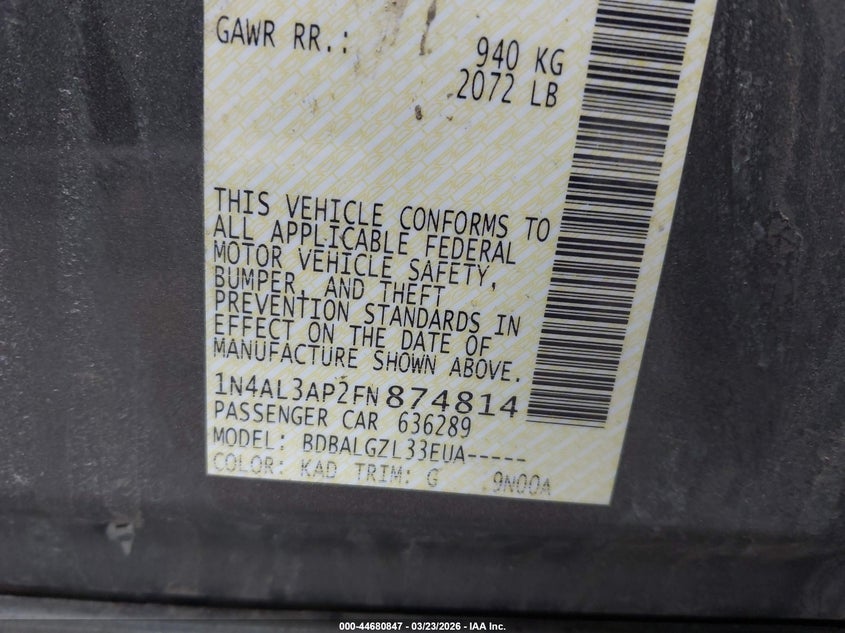 GAWR RR.: 940 KG
2072 LB
THIS VEHICLE CONFORMS TO
ALL APPLICABLE FEDERAL
MOTOR VEHICLE SAFETY,
BUMPER, AND THEFT
PREVENTION STANDARDS IN
EFFECT ON THE DATE OF
MANUFACTURE SHOWN ABOVE.
1N4AL3AP2FN874814
PASSENGER CAR 636289
MODEL: BDBALGZL33EUA-----
COLOR: KAD TRIM: G 9N00A
000-44680847 - 03/23/2026 - IAA Inc.